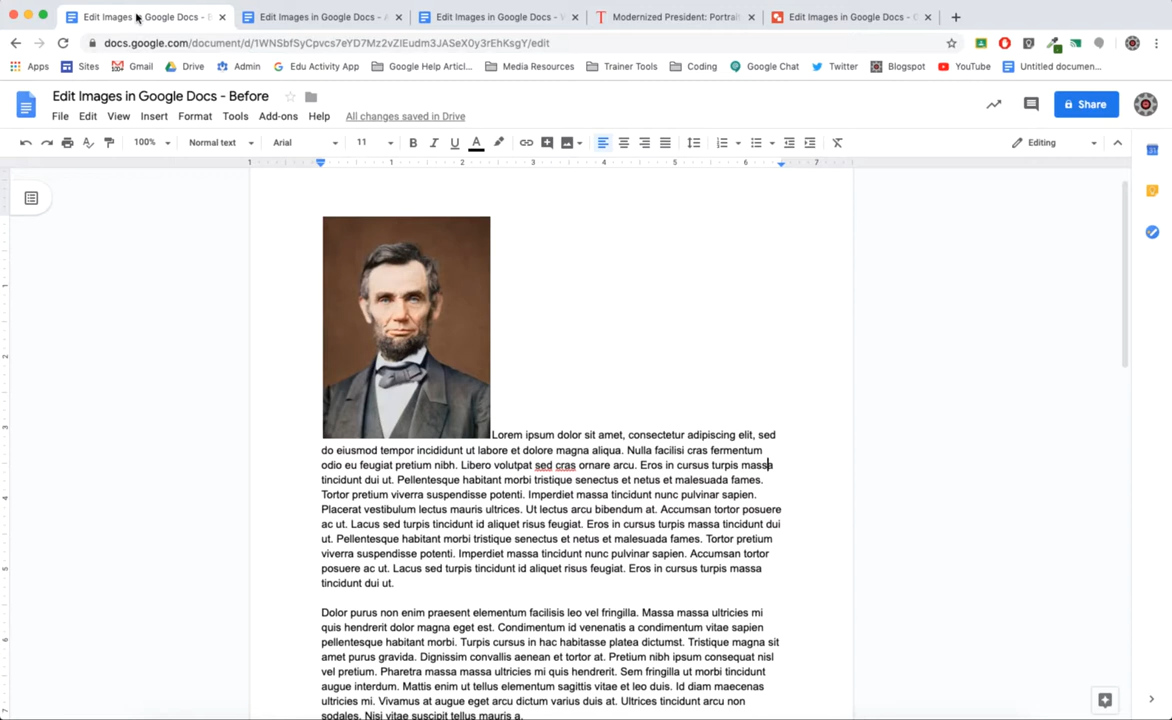 Edit Images in Google Docs - B
Edit Images in Google Docs - A
Edit Images in Google Docs - V
Modernized President: Portrai
Edit Images in Google Docs - C
docs.google.com/document/d/1WNSbfSyCpvcs7eYD7Mz2vZlEudm3JASeX0y3rEhKsgY/edit
Apps
Sites
Gmail
Drive
Admin
Edu Activity App
Google Help Articl...
Media Resources
Trainer Tools
Coding
Google Chat
Twitter
Blogspot
YouTube
Untitled documen...
Edit Images in Google Docs - Before
File Edit View Insert Format Tools Add-ons Help All changes saved in Drive
Share
100% Normal text Arial 11 B I U A Editing
1 1 2 3 4 5 6 7
Lorem ipsum dolor sit amet, consectetur adipiscing elit, sed
do eiusmod tempor incididunt ut labore et dolore magna aliqua. Nulla facilisi cras fermentum
odio eu feugiat pretium nibh. Libero volutpat sed cras ornare arcu. Eros in cursus turpis massa
tincidunt dui ut. Pellentesque habitant morbi tristique senectus et netus et malesuada fames.
Tortor pretium viverra suspendisse potenti. Imperdiet massa tincidunt nunc pulvinar sapien.
Placerat vestibulum lectus mauris ultrices. Ut lectus arcu bibendum at. Accumsan tortor posuere
ac ut. Lacus sed turpis tincidunt id aliquet risus feugiat. Eros in cursus turpis massa tincidunt dui
ut. Pellentesque habitant morbi tristique senectus et netus et malesuada fames. Tortor pretium
viverra suspendisse potenti. Imperdiet massa tincidunt nunc pulvinar sapien. Accumsan tortor
posuere ac ut. Lacus sed turpis tincidunt id aliquet risus feugiat. Eros in cursus turpis massa
tincidunt dui ut.
Dolor purus non enim praesent elementum facilisis leo vel fringilla. Massa massa ultricies mi
quis hendrerit dolor magna eget est. Condimentum id venenatis a condimentum vitae sapien
pellentesque habitant morbi. Turpis cursus in hac habitasse platea dictumst. Tristique magna sit
amet purus gravida. Dignissim convallis aenean et tortor at. Pretium nibh ipsum consequat nisl
vel pretium. Pharetra massa massa ultricies mi quis hendrerit. Sem fringilla ut morbi tincidunt
augue interdum. Mattis enim ut tellus elementum sagittis vitae et leo duis. Id diam maecenas
ultricies mi. Vivamus at augue eget arcu dictum varius duis at. Ultrices tincidunt arcu non
sodales. Nisi vitae suscipit tellus mauris a.